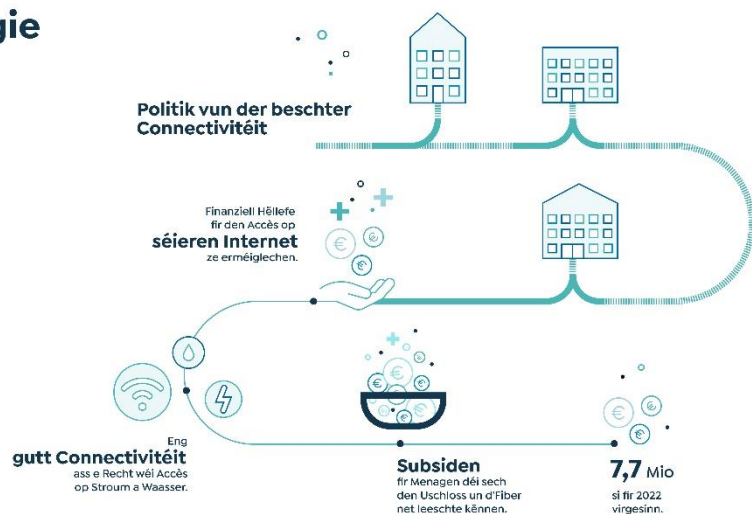 gie
Politik vun der beschter
Connectivitéit
Finanziell Hëllefe
fir den Accès op
séieren Internet
ze erméiglechen.
Eng
gutt Connectivitéit
ass e Recht wéi Accès
op Stroum a Waasser.
Subsiden
fir Menagen déi sech
den Uschloss un d'Fiber
net leeschte kënnen.
7,7 Mio
si fir 2022
virgesinn.